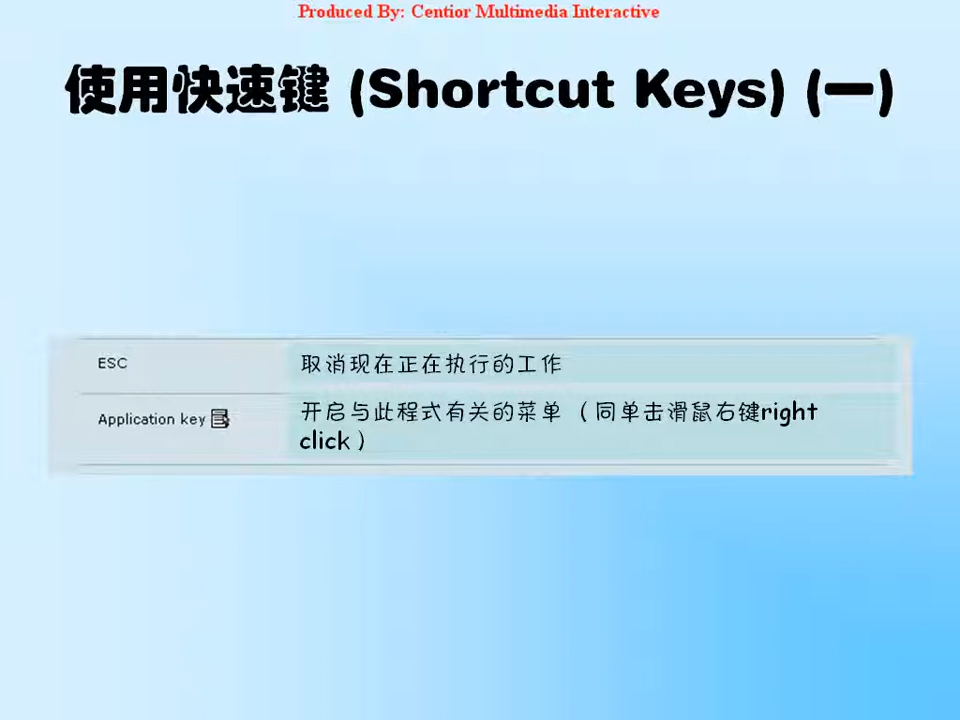 Produced By: Centior Multimedia Interactive
使用快速键 (Shortcut Keys) (一)
ESC
取消现在正在执行的工作
Application key
开启与此程式有关的菜单 （同单击滑鼠右键right
click）